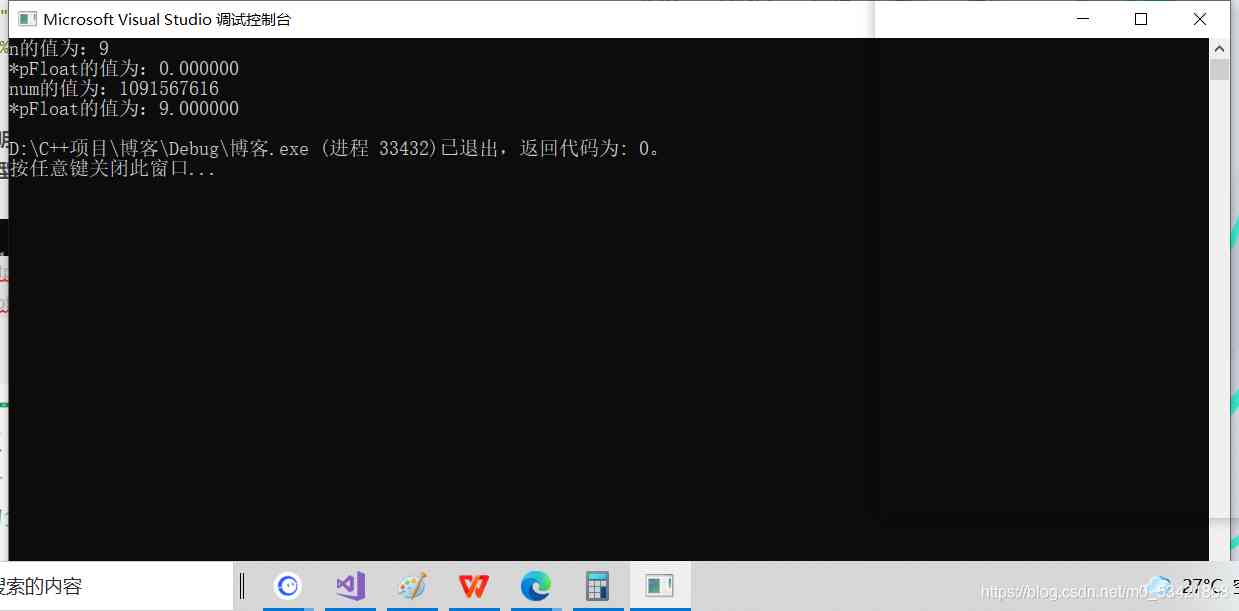 Microsoft Visual Studio 调试控制台
n的值为: 9
*pFloat的值为: 0.000000
num的值为: 1091567616
*pFloat的值为: 9.000000
D:\C++项目\博客\Debug\博客.exe (进程 33432)已退出，返回代码为: 0。
按任意键关闭此窗口...
搜索的内容
27°C
https://blog.csdn.net/m0_